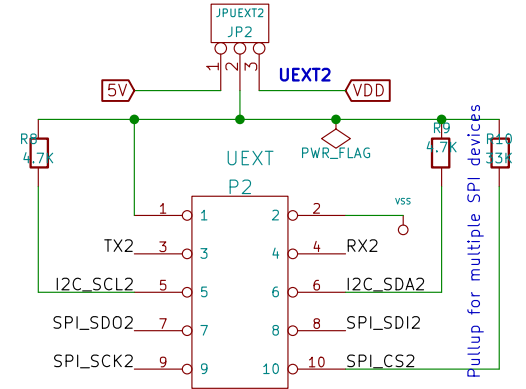 JPUEXT2
JP2
1 2 3
UEXT2
5V
VDD
R8
4.7K
PWR_FLAG
R9
4.7K
R10
33K
UEXT
P2
vss
1 1
2 2
TX2 3 3
4 4 RX2
I2C_SCL2 5 5
6 6 I2C_SDA2
SPI_SDO2 7 7
8 8 SPI_SDI2
SPI_SCK2 9 9
10 10 SPI_CS2
Pullup for multiple SPI devices